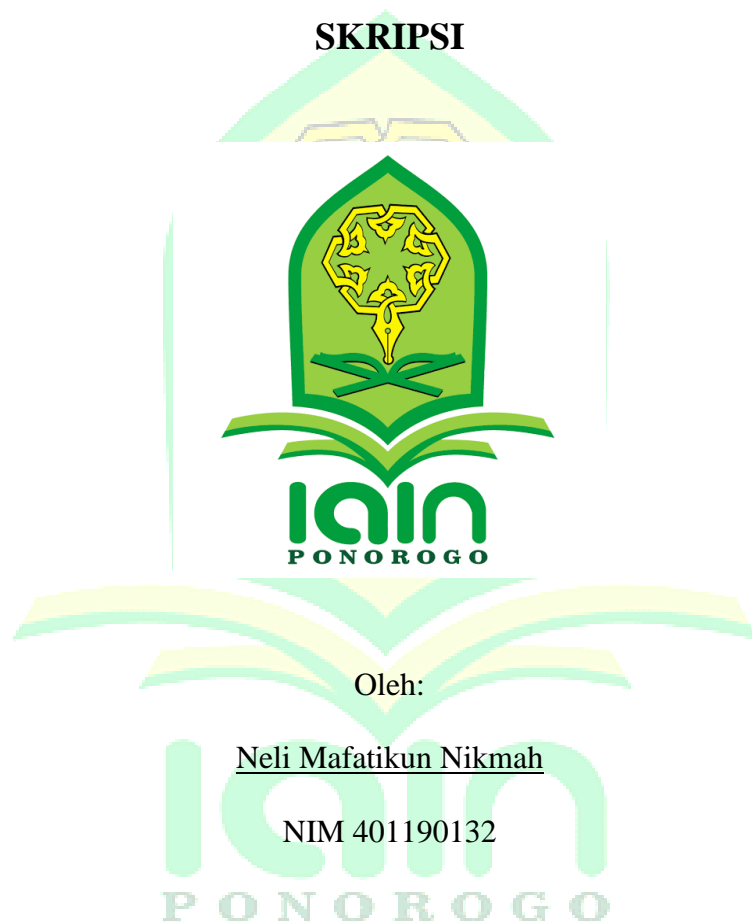 SKRIPSI
IAIN
PONOROGO
Oleh:
Neli Mafatikun Nikmah
NIM 401190132
IAIN
PONOROGO